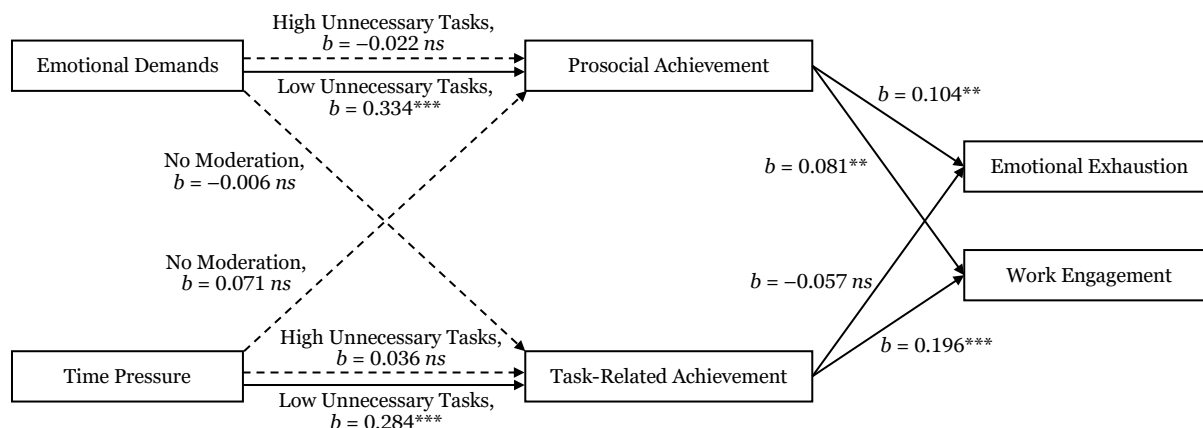 High Unnecessary Tasks,
b = −0.022 ns
Emotional Demands
Prosocial Achievement
Low Unnecessary Tasks,
b = 0.334***
b = 0.104**
No Moderation,
b = −0.006 ns
b = 0.081**
Emotional Exhaustion
No Moderation,
b = 0.071 ns
b = −0.057 ns
Work Engagement
High Unnecessary Tasks,
b = 0.036 ns
b = 0.196***
Time Pressure
Task-Related Achievement
Low Unnecessary Tasks,
b = 0.284***